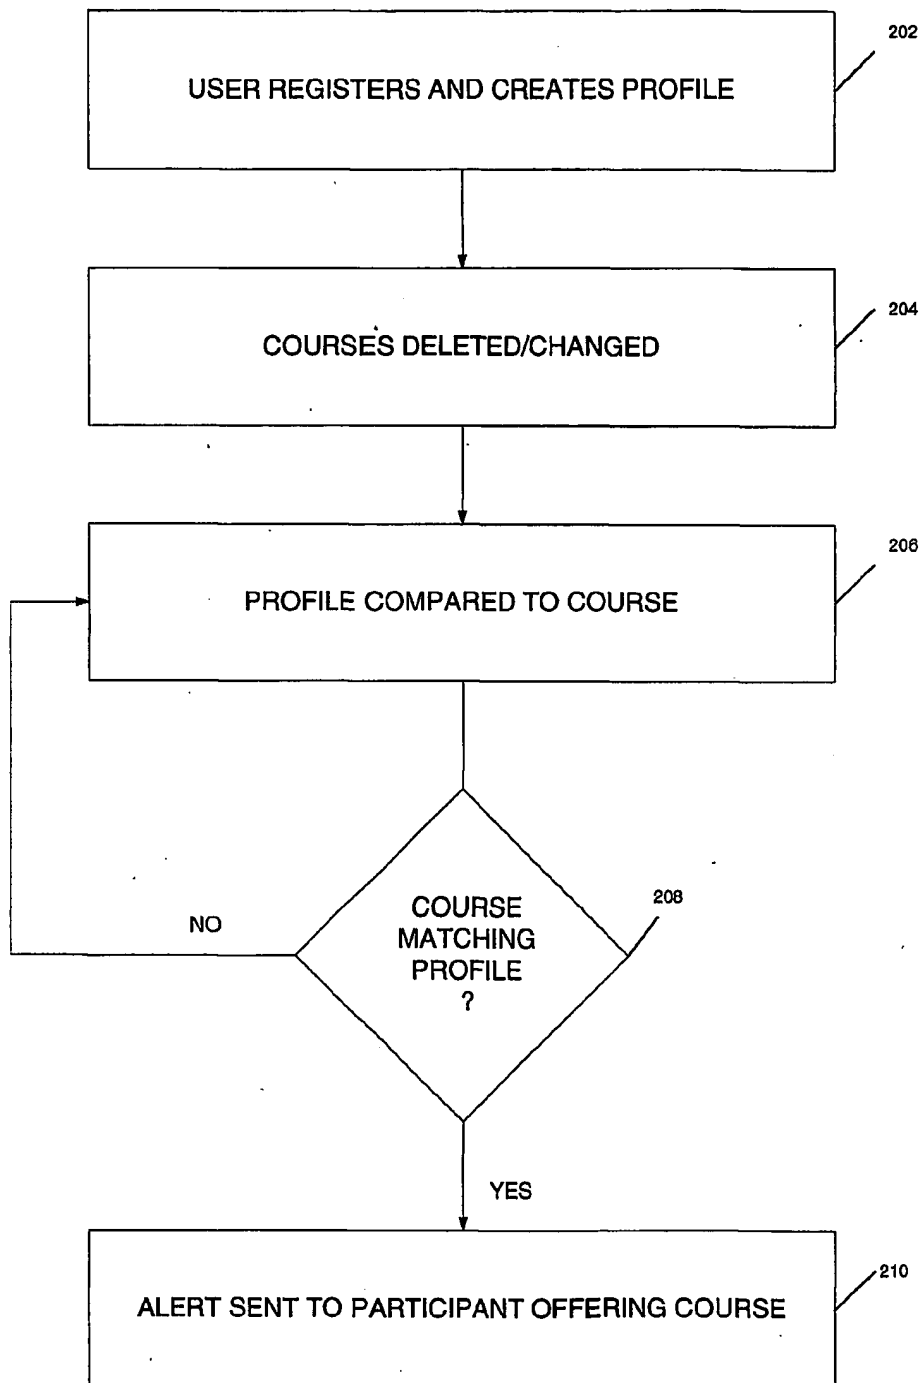 202
USER REGISTERS AND CREATES PROFILE
204
COURSES DELETED/CHANGED
206
PROFILE COMPARED TO COURSE
NO
COURSE
MATCHING
PROFILE
?
208
YES
210
ALERT SENT TO PARTICIPANT OFFERING COURSE